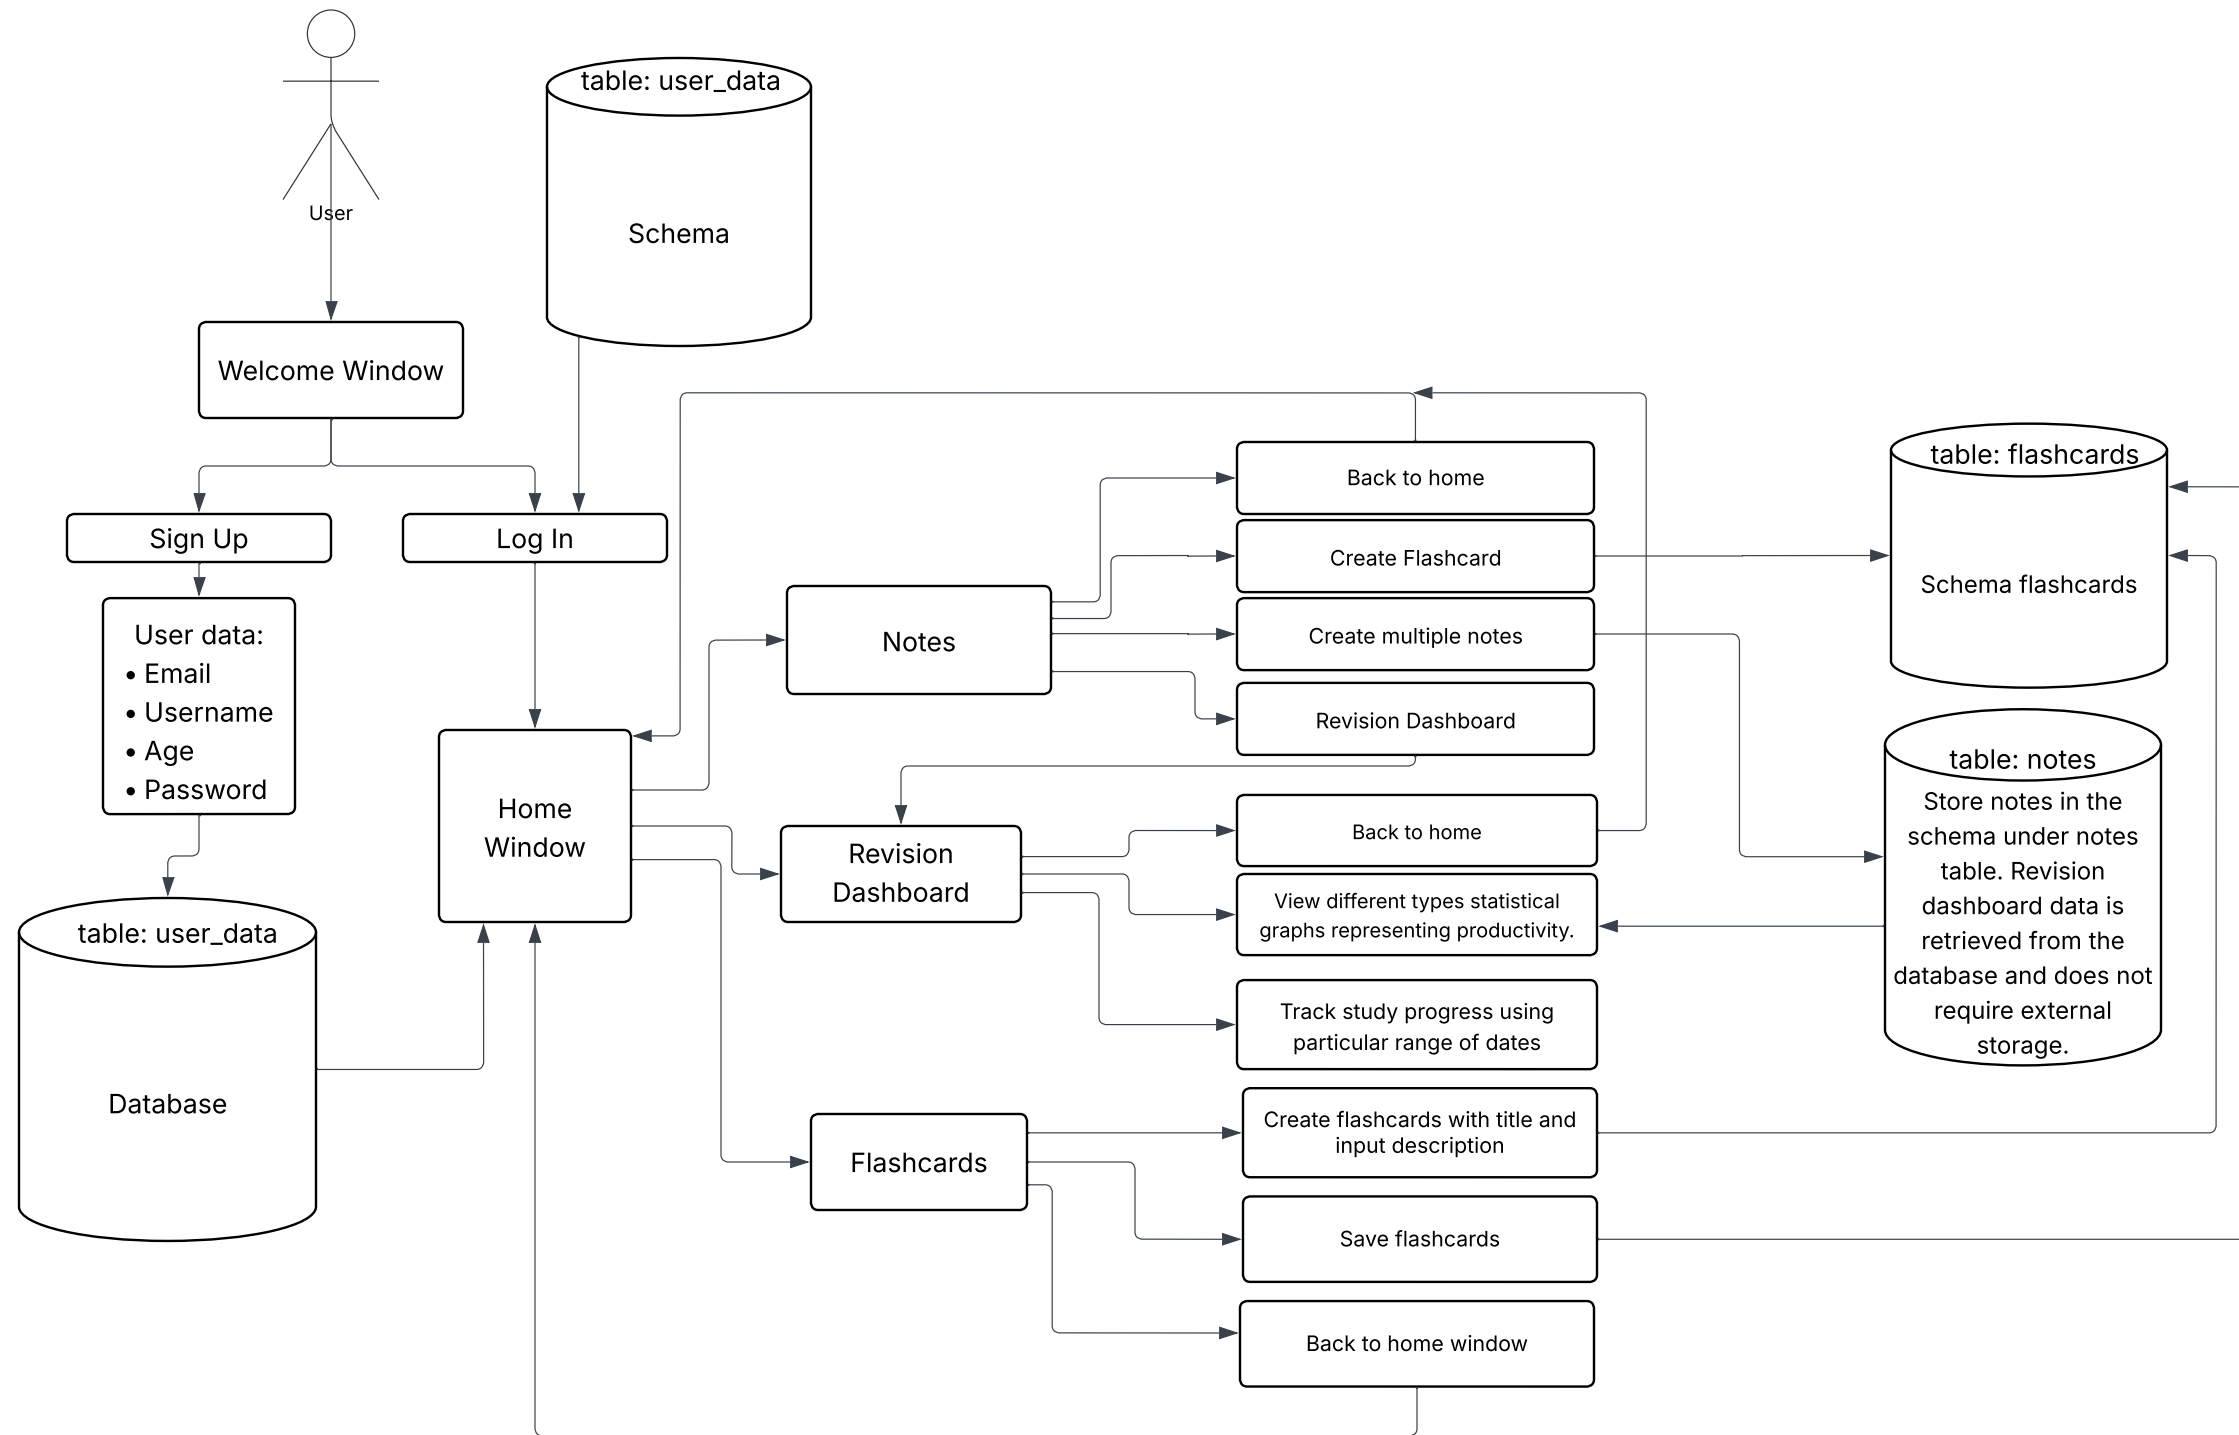 User
table: user_data
Schema
Welcome Window
Sign Up
Log In
User data:
• Email
• Username
• Age
• Password
table: user_data
Database
Home
Window
Notes
Back to home
Create Flashcard
Create multiple notes
Revision Dashboard
Revision
Dashboard
Back to home
View different types statistical
graphs representing productivity.
Track study progress using
particular range of dates
Flashcards
Create flashcards with title and
input description
Save flashcards
Back to home window
table: flashcards
Schema flashcards
table: notes
Store notes in the
schema under notes
table. Revision
dashboard data is
retrieved from the
database and does not
require external
storage.